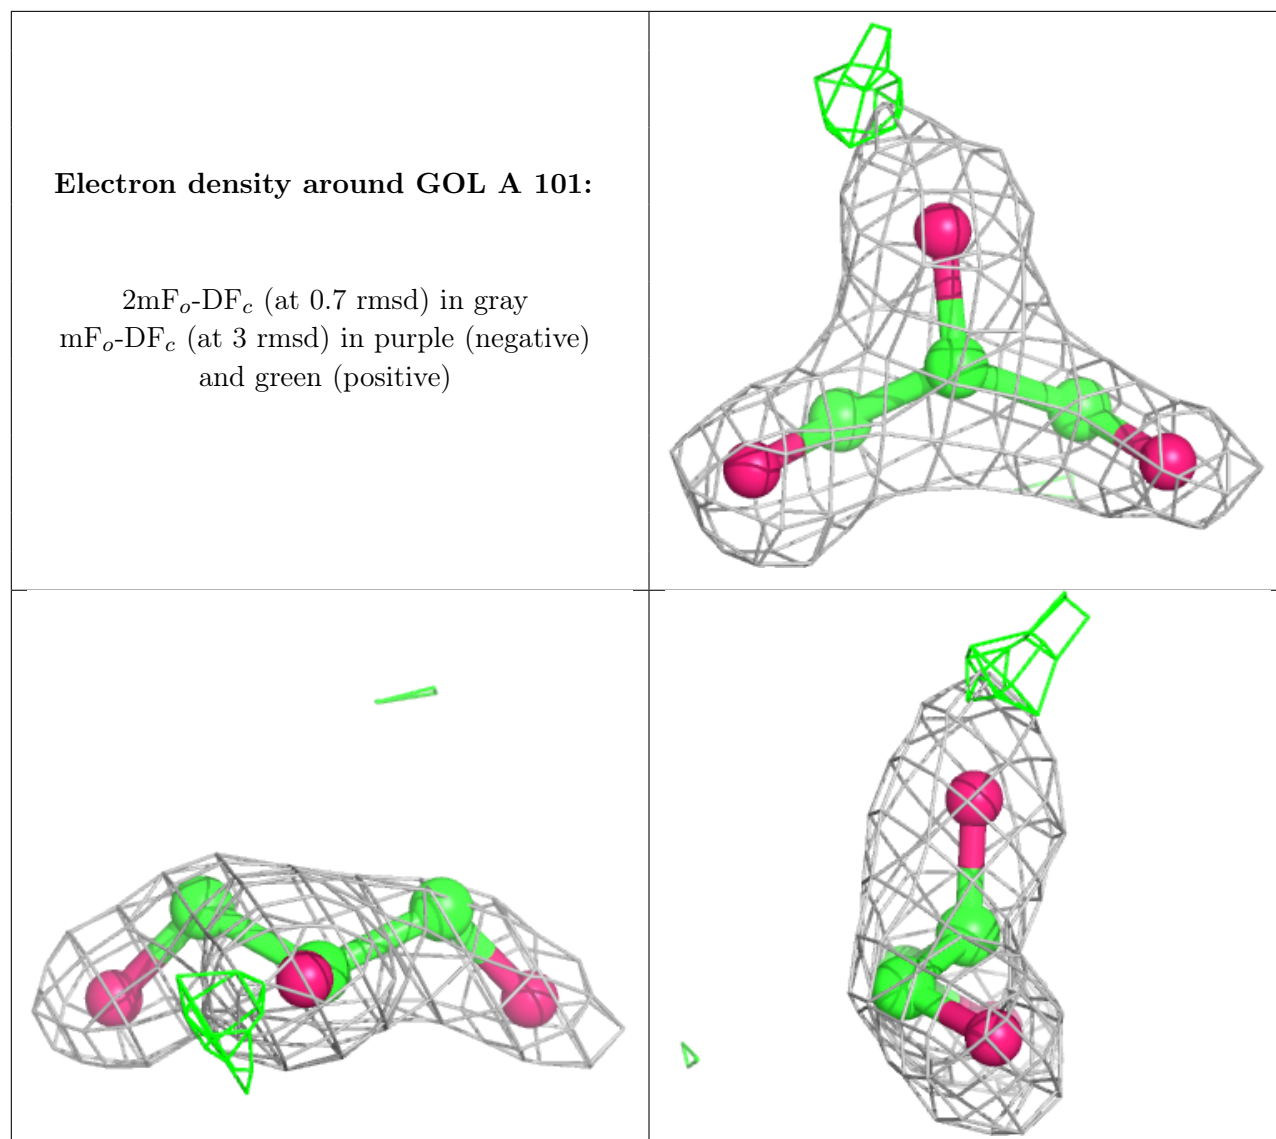 Electron density around GOL A 101:
2mFo-DFc (at 0.7 rmsd) in gray
mFo-DFc (at 3 rmsd) in purple (negative)
and green (positive)